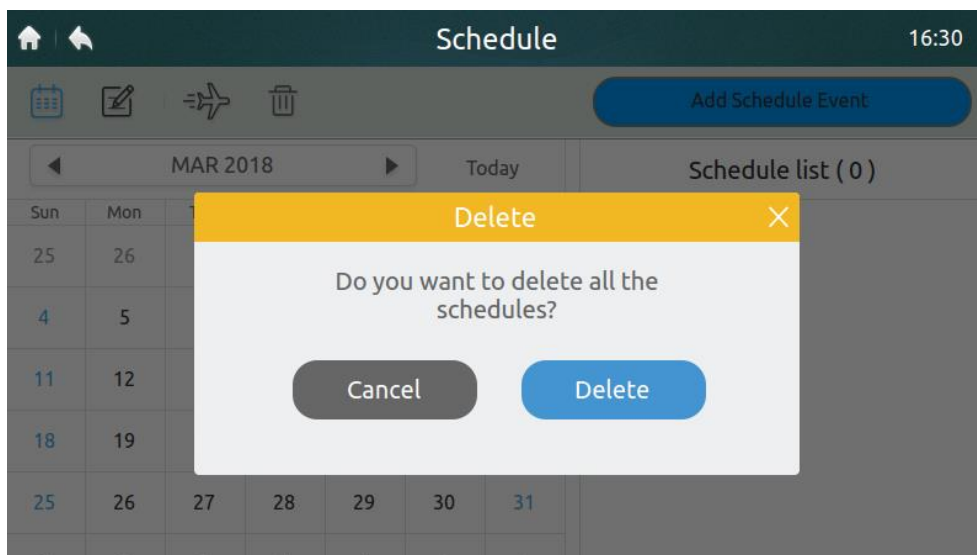 Schedule
16:30
Add Schedule Event
MAR 2018
Today
Schedule list ( 0 )
Sun Mon
Delete
25 26
Do you want to delete all the
schedules?
4 5
11 12
Cancel Delete
18 19
25 26 27 28 29 30 31